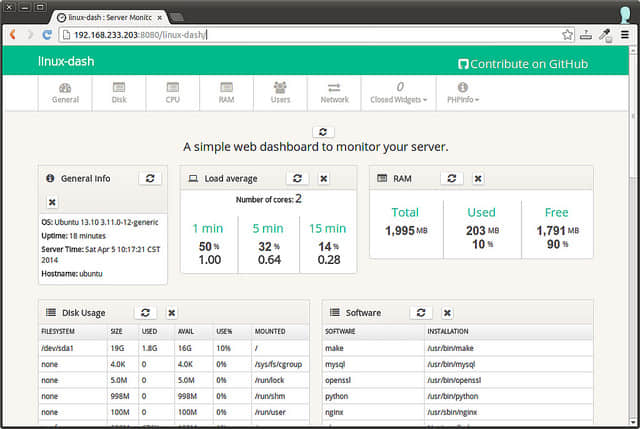 linux-dash : Server Monito
192.168.233.203:8080/linux-dash/
linux-dash
Contribute on GitHub
General
Disk
CPU
RAM
Users
Network
0
Closed Widgets
PHPInfo
A simple web dashboard to monitor your server.
General Info
OS: Ubuntu 13.10 3.11.0-12-generic
Uptime: 18 minutes
Server Time: Sat Apr 5 10:17:21 CST
2014
Hostname: ubuntu
Load average
Number of cores: 2
1 min 5 min 15 min
50 % 32 % 14 %
1.00 0.64 0.28
RAM
Total Used Free
1,995 MB 203 MB 1,791 MB
10 % 90 %
Disk Usage
FILESYSTEM SIZE USED AVAIL USE% MOUNTED
/dev/sda1 19G 1.8G 16G 10% /
none 4.0K 0 4.0K 0% /sys/fs/cgroup
none 5.0M 0 5.0M 0% /run/lock
none 998M 0 998M 0% /run/shm
none 100M 0 100M 0% /run/user
Software
SOFTWARE INSTALLATION
make /usr/bin/make
mysql /usr/bin/mysql
openssl /usr/bin/openssl
python /usr/bin/python
nginx /usr/sbin/nginx